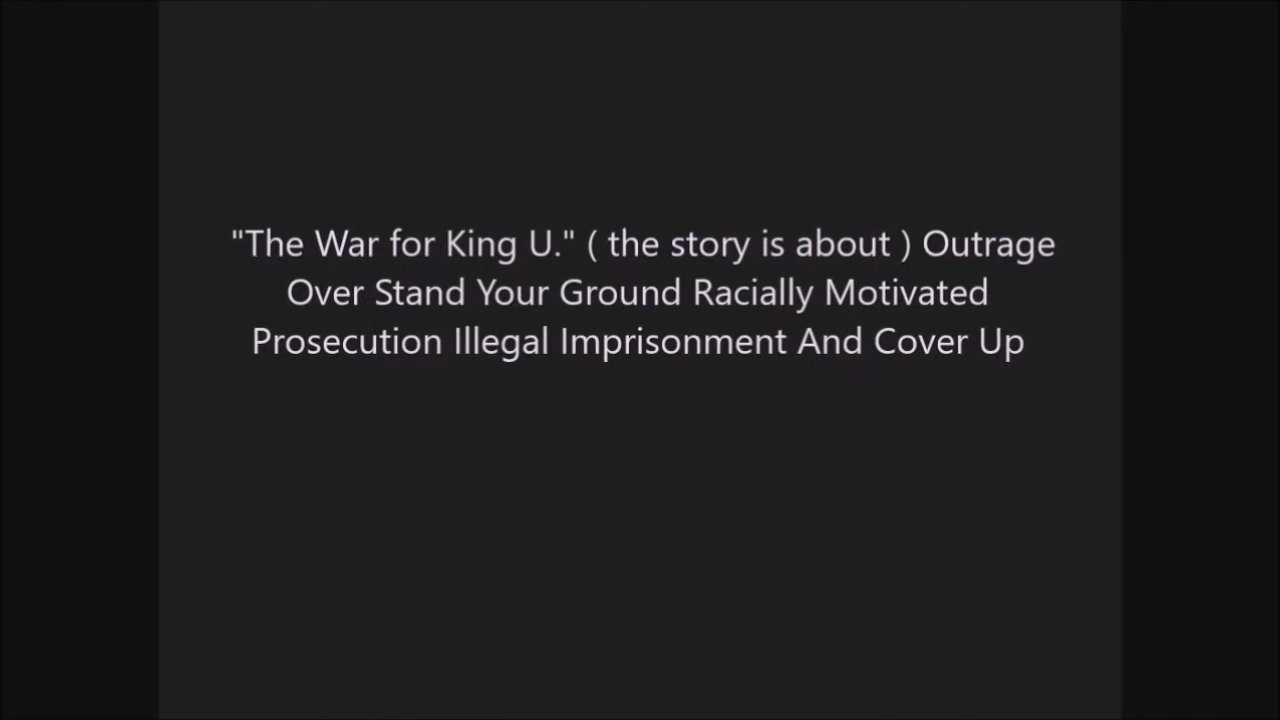 "The War for King U." ( the story is about ) Outrage
Over Stand Your Ground Racially Motivated
Prosecution Illegal Imprisonment And Cover Up